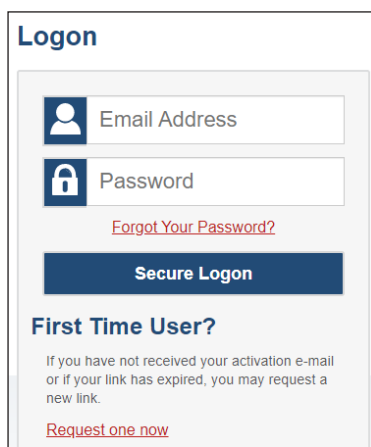 Logon
Email Address
Password
Forgot Your Password?
Secure Logon
First Time User?
If you have not received your activation e-mail
or if your link has expired, you may request a
new link.
Request one now